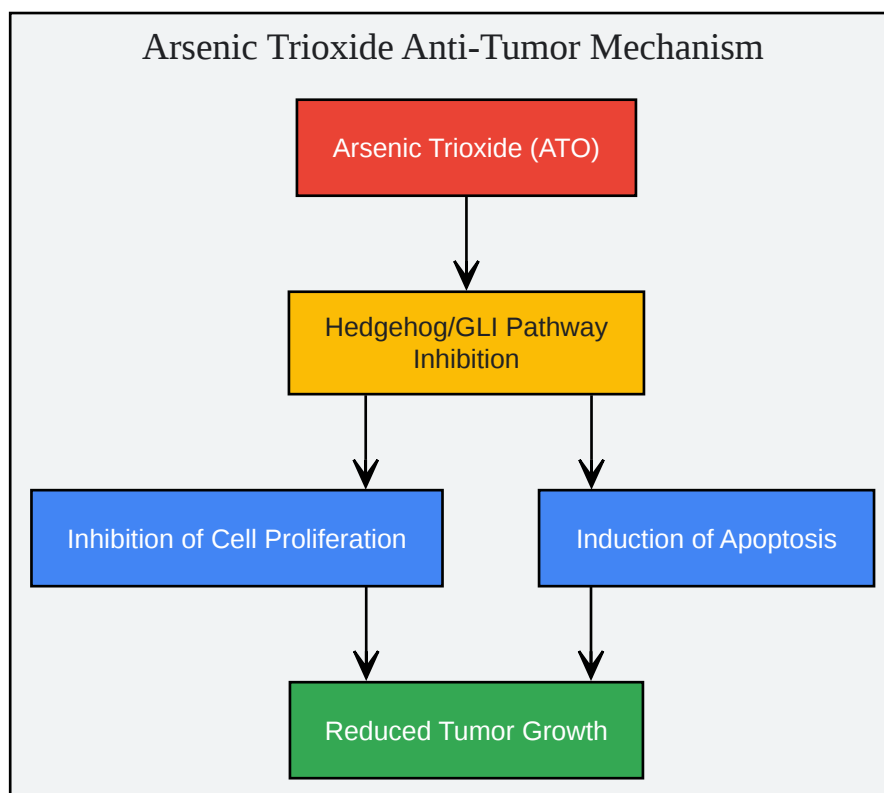 Arsenic Trioxide Anti-Tumor Mechanism
Arsenic Trioxide (ATO)
Hedgehog/GLI Pathway
Inhibition
Inhibition of Cell Proliferation
Induction of Apoptosis
Reduced Tumor Growth